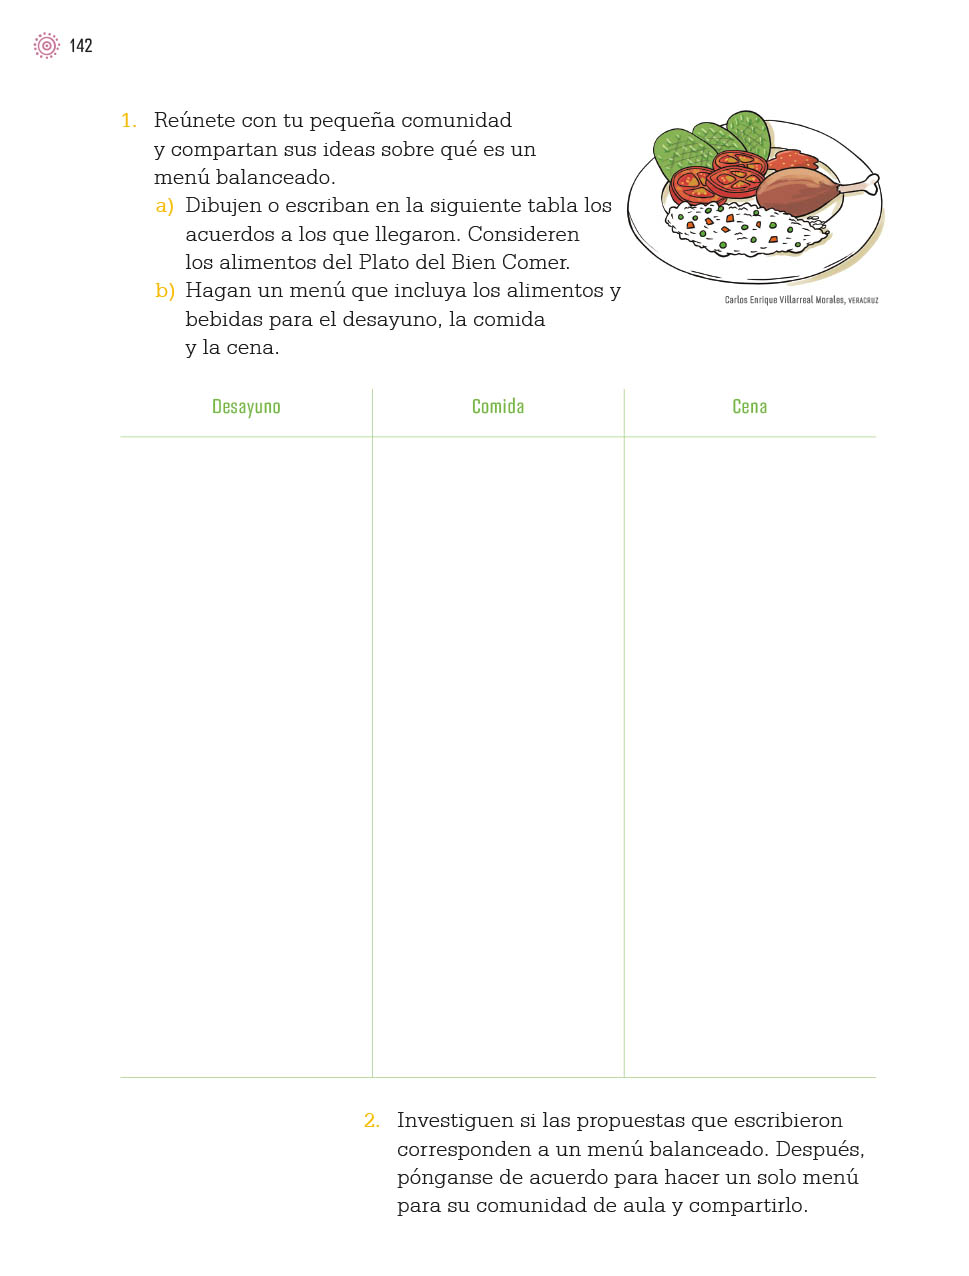 142
1. Reúnete con tu pequeña comunidad
y compartan sus ideas sobre qué es un
menú balanceado.
a) Dibujen o escriban en la siguiente tabla los
acuerdos a los que llegaron. Consideren
los alimentos del Plato del Bien Comer.
b) Hagan un menú que incluya los alimentos y
bebidas para el desayuno, la comida
y la cena.
Carlos Enrique Villarreal Morales, VERACRUZ
Desayuno Comida Cena
2. Investiguen si las propuestas que escribieron
corresponden a un menú balanceado. Después,
pónganse de acuerdo para hacer un solo menú
para su comunidad de aula y compartirlo.